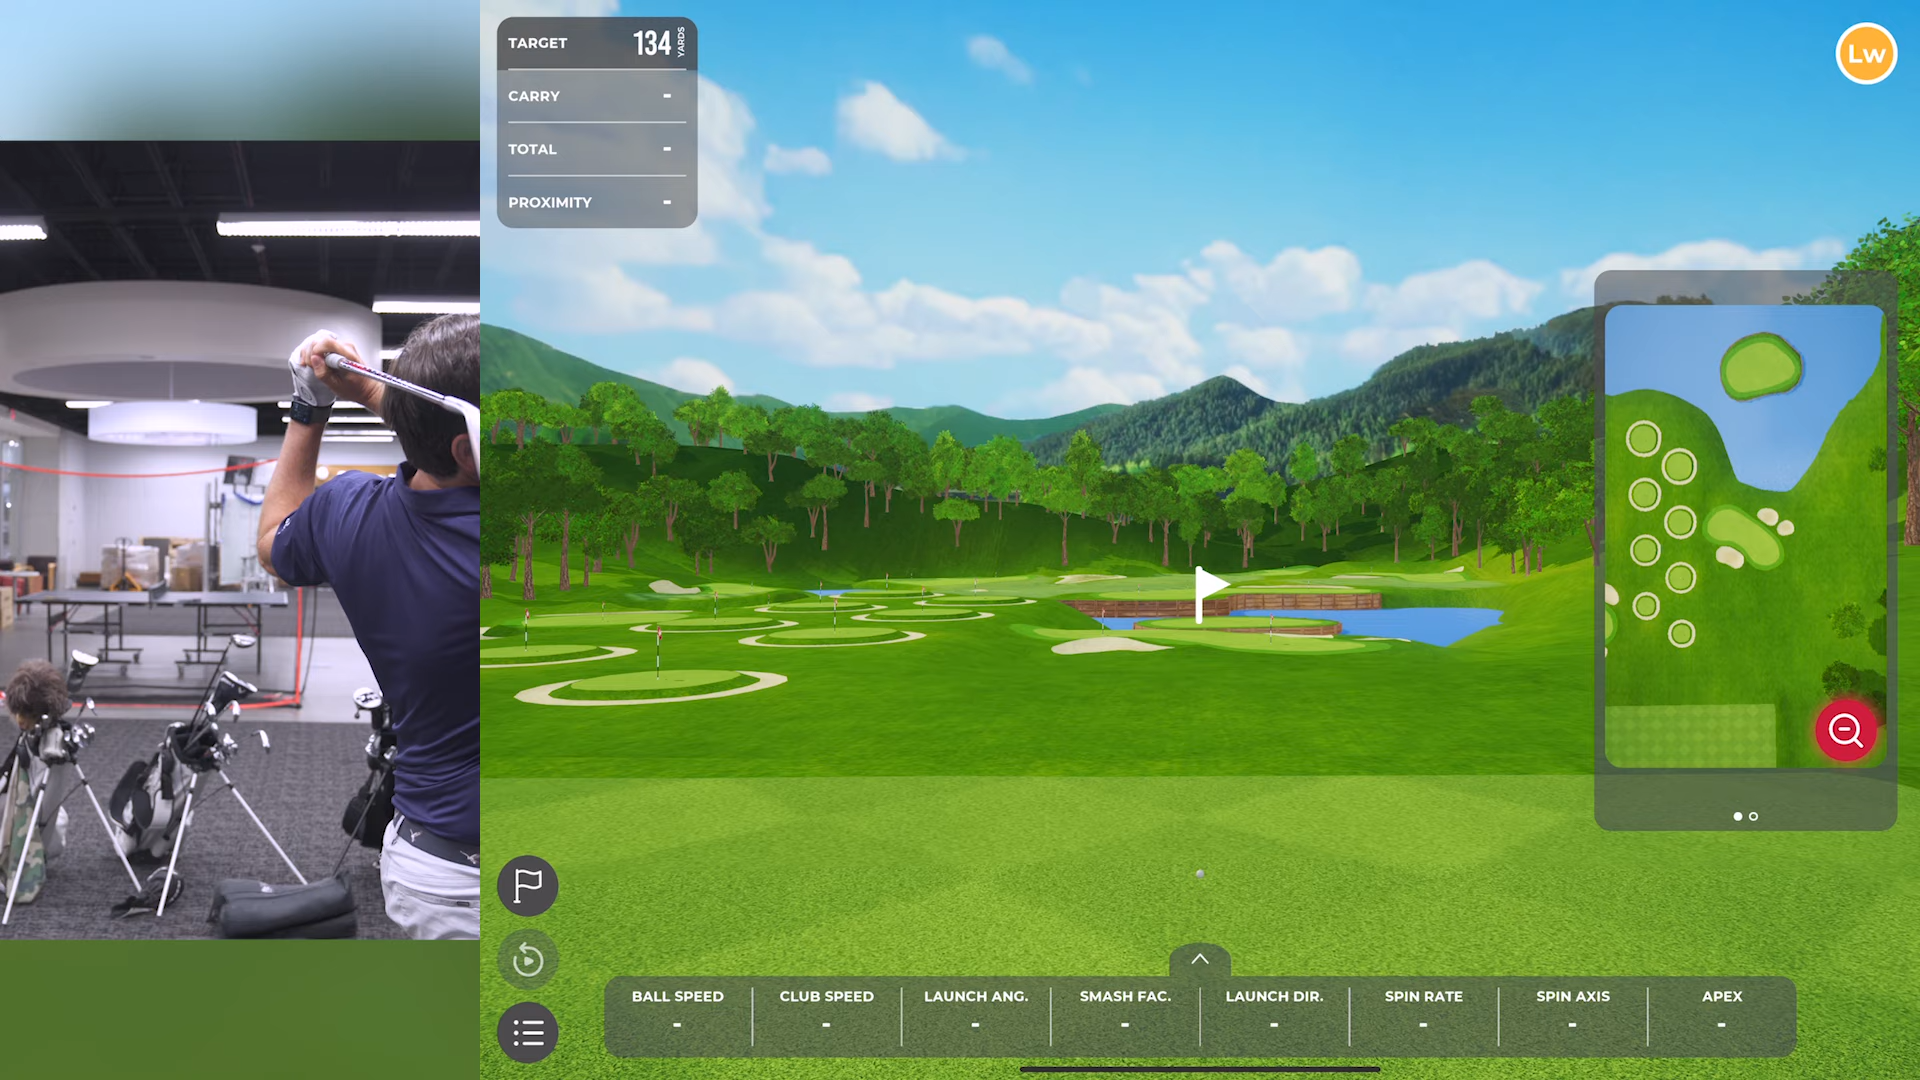 TARGET 134 YARDS
CARRY -
TOTAL -
PROXIMITY -
Lw
BALL SPEED CLUB SPEED LAUNCH ANG. SMASH FAC. LAUNCH DIR. SPIN RATE SPIN AXIS APEX
- - - - - - - -